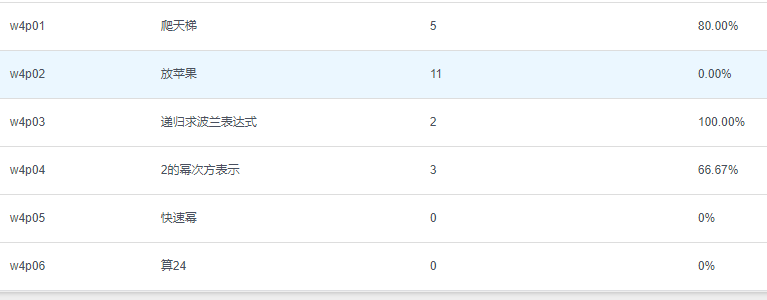 w4p01 爬天梯 5 80.00%
w4p02 放苹果 11 0.00%
w4p03 递归求波兰表达式 2 100.00%
w4p04 2的幂次方表示 3 66.67%
w4p05 快速幂 0 0%
w4p06 算24 0 0%